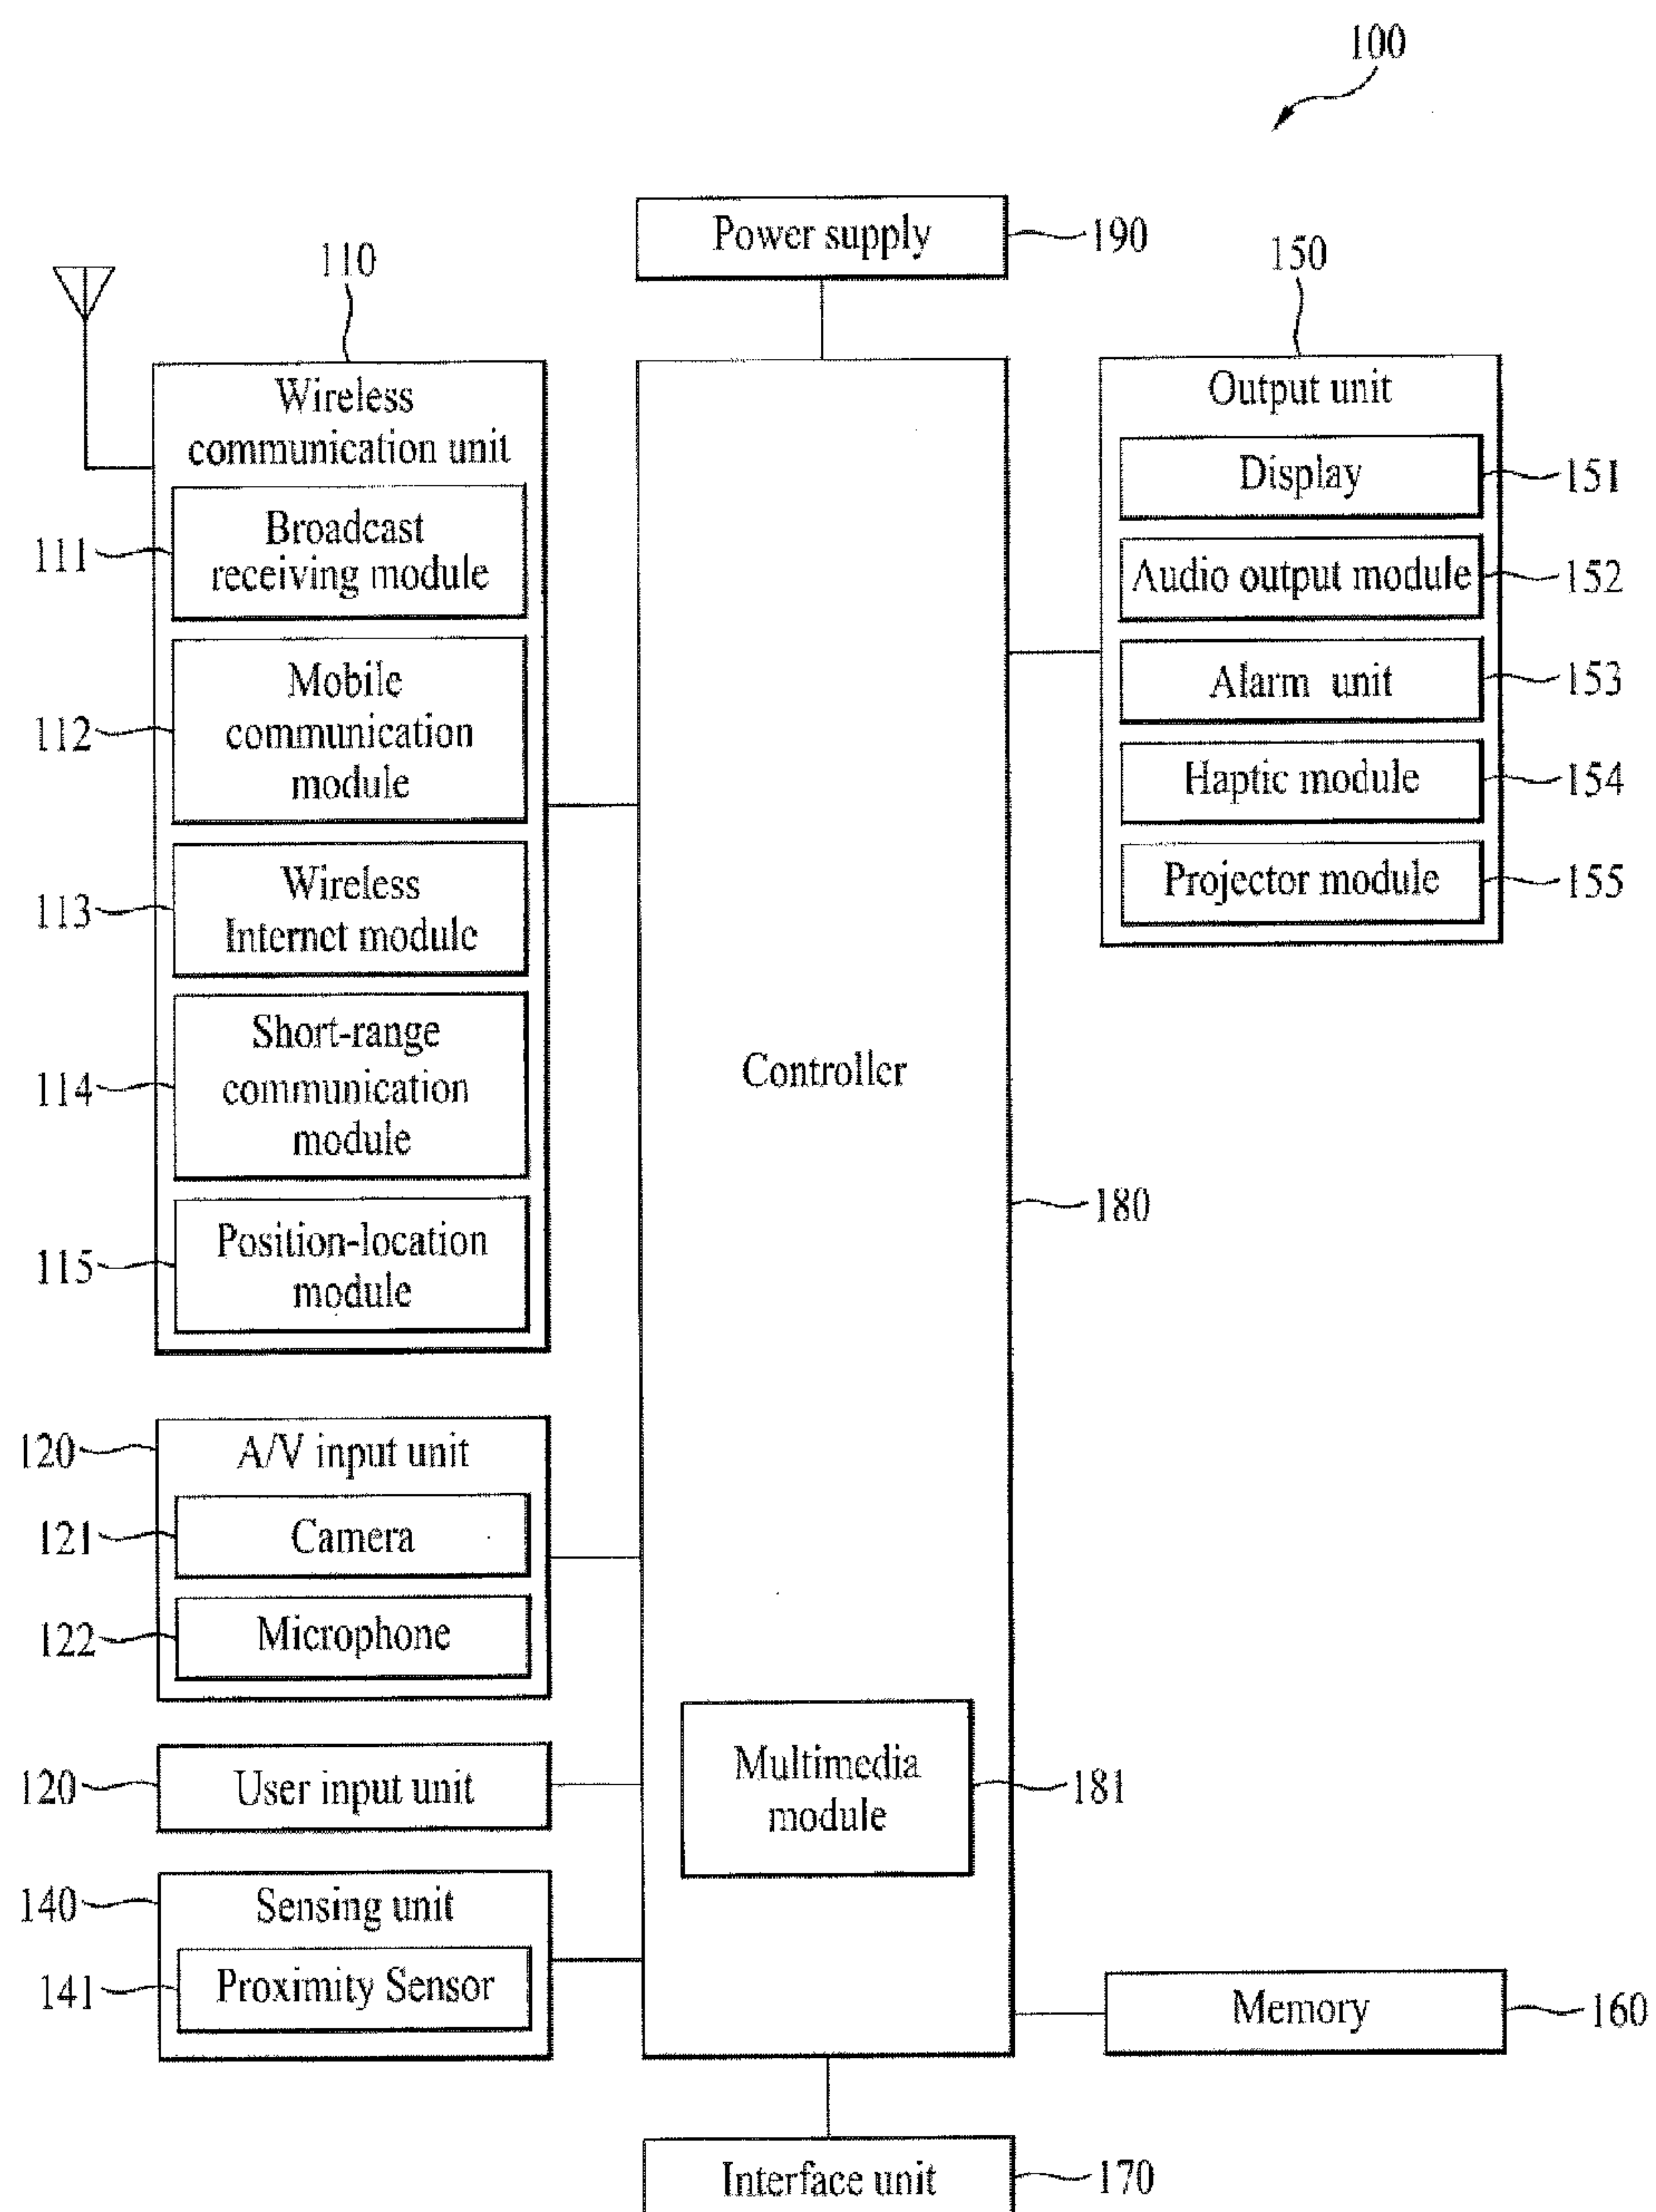 100
Power supply
190
110
150
Wireless
communication unit
Output unit
Display
151
Broadcast
receiving module
111
Audio output module
152
Mobile
communication
module
112
Alarm unit
153
Haptic module
154
Wireless
Internet module
113
Projector module
155
Short-range
communication
module
114
Controller
180
Position-location
module
115
120
A/V input unit
121
Camera
122
Microphone
120
User input unit
Multimedia
module
181
140
Sensing unit
141
Proximity Sensor
Memory
160
Interface unit
170